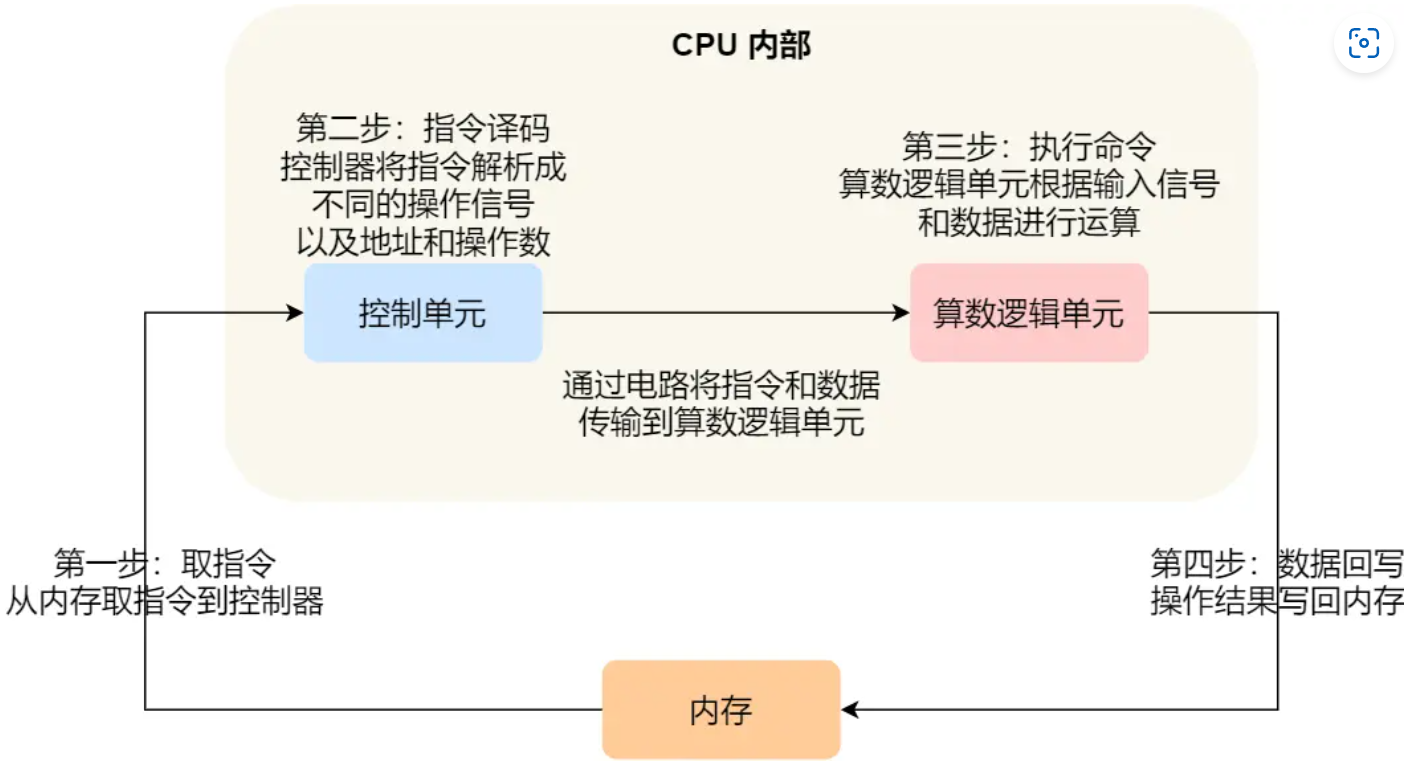 CPU 内部
第二步：指令译码
控制器将指令解析成
不同的操作信号
以及地址和操作数
第三步：执行命令
算数逻辑单元根据输入信号
和数据进行运算
控制单元
算数逻辑单元
通过电路将指令和数据
传输到算数逻辑单元
第一步：取指令
从内存取指令到控制器
第四步：数据回写
操作结果写回内存
内存